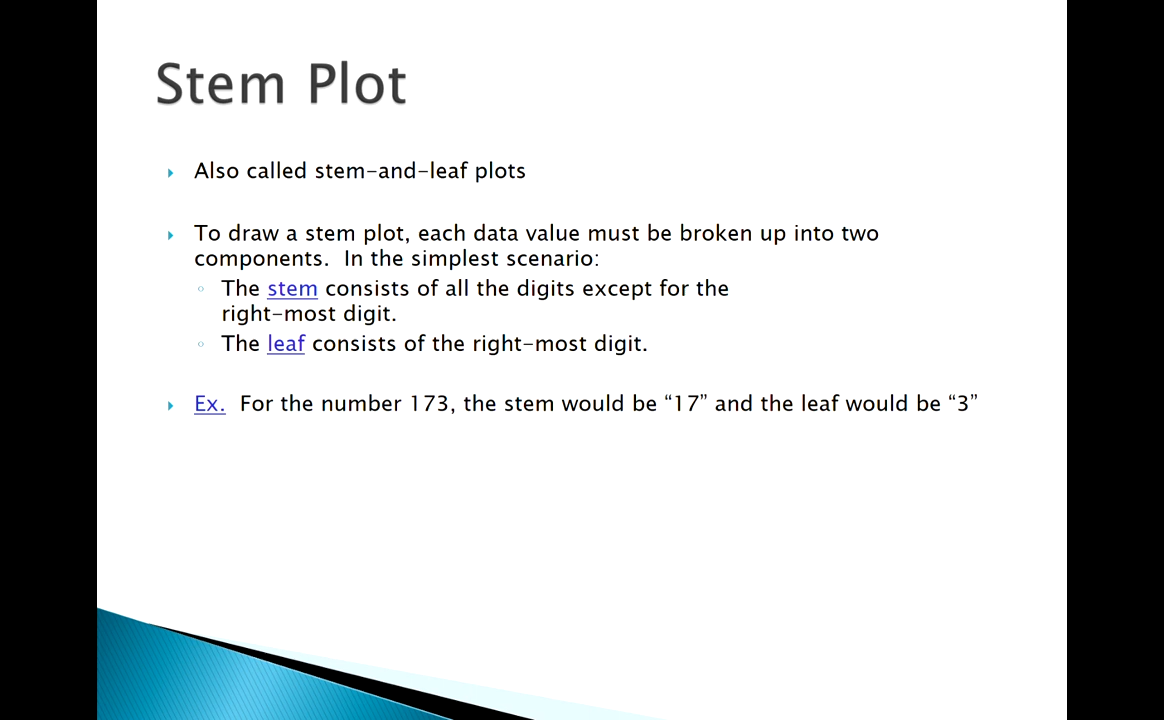 Stem Plot
Also called stem-and-leaf plots
To draw a stem plot, each data value must be broken up into two
components.  In the simplest scenario:
The stem consists of all the digits except for the
right-most digit.
The leaf consists of the right-most digit.
Ex.  For the number 173, the stem would be “17” and the leaf would be “3”